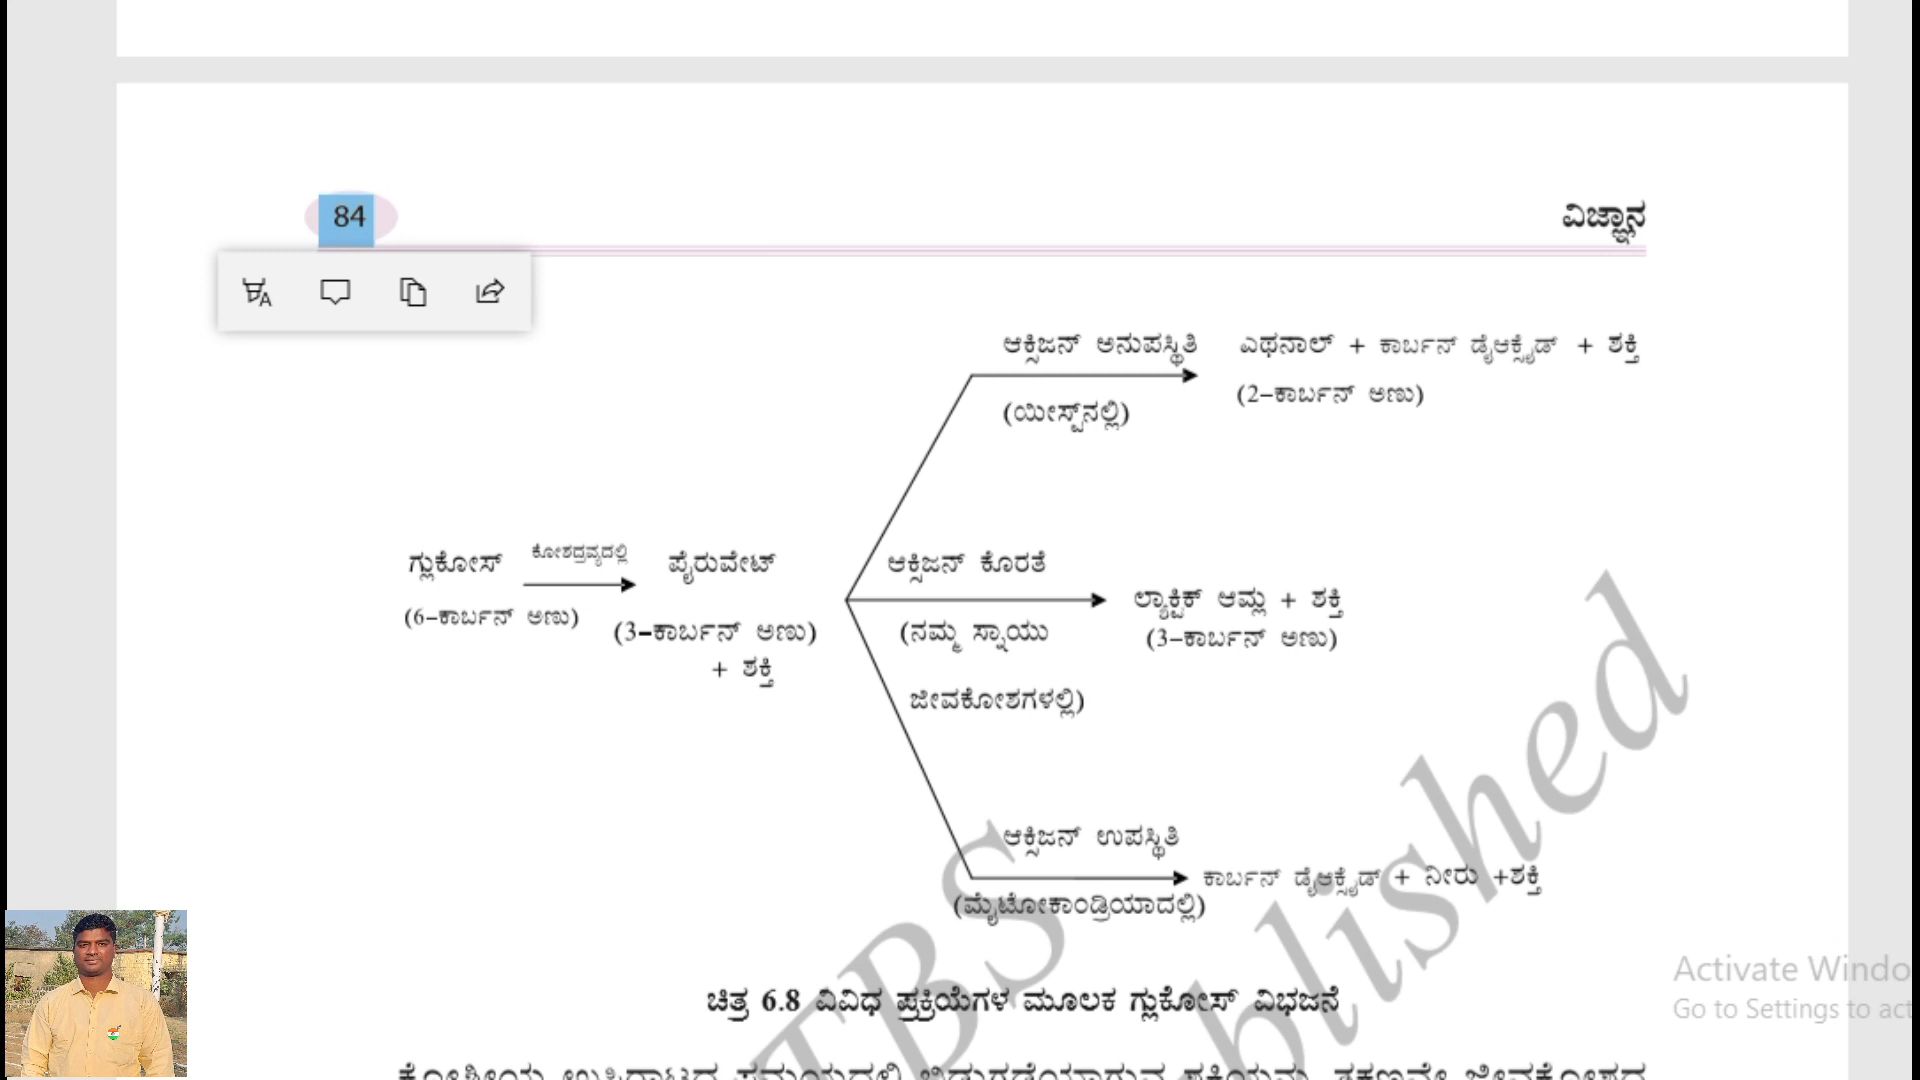 84
ವಿಜ್ಞಾನ
ಆಕ್ಸಿಜನ್ ಅನುಪಸ್ಥಿತಿ ಎಥನಾಲ್ + ಕಾರ್ಬನ್ ಡೈಆಕ್ಸೈಡ್ + ಶಕ್ತಿ
(ಯೀಸ್ಟ್‌ನಲ್ಲಿ) (2-ಕಾರ್ಬನ್ ಅಣು)
ಗ್ಲುಕೋಸ್ ಕೋಶದ್ರವ್ಯದಲ್ಲಿ ಪೈರುವೇಟ್ ಆಕ್ಸಿಜನ್ ಕೊರತೆ
(6-ಕಾರ್ಬನ್ ಅಣು) (3-ಕಾರ್ಬನ್ ಅಣು) (ನಮ್ಮ ಸ್ನಾಯು
+ ಶಕ್ತಿ
ಜೀವಕೋಶಗಳಲ್ಲಿ)
ಲ್ಯಾಕ್ಟಿಕ್ ಆಮ್ಲ + ಶಕ್ತಿ
(3-ಕಾರ್ಬನ್ ಅಣು)
ಆಕ್ಸಿಜನ್ ಉಪಸ್ಥಿತಿ
(ಮೈಟೋಕಾಂಡ್ರಿಯಾದಲ್ಲಿ)
ಕಾರ್ಬನ್ ಡೈಆಕ್ಸೈಡ್ + ನೀರು +ಶಕ್ತಿ
ಚಿತ್ರ 6.8 ವಿವಿಧ ಪ್ರಕ್ರಿಯೆಗಳ ಮೂಲಕ ಗ್ಲುಕೋಸ್ ವಿಭಜನೆ
TBS
blished
Activate Windo
Go to Settings to act